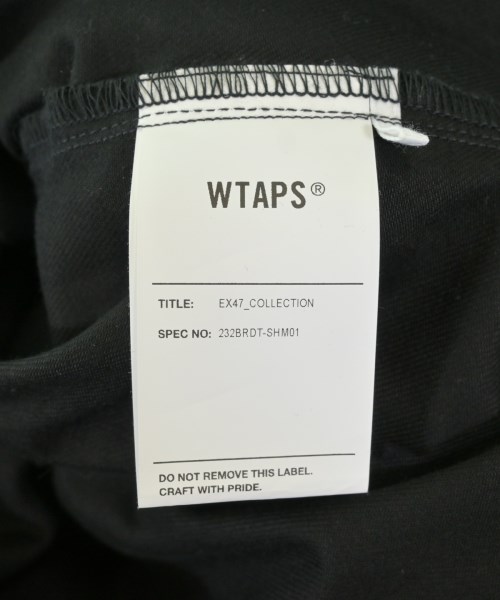 WTAPS®
TITLE: EX47_COLLECTION
SPEC NO: 232BRDT-SHM01
DO NOT REMOVE THIS LABEL.
CRAFT WITH PRIDE.